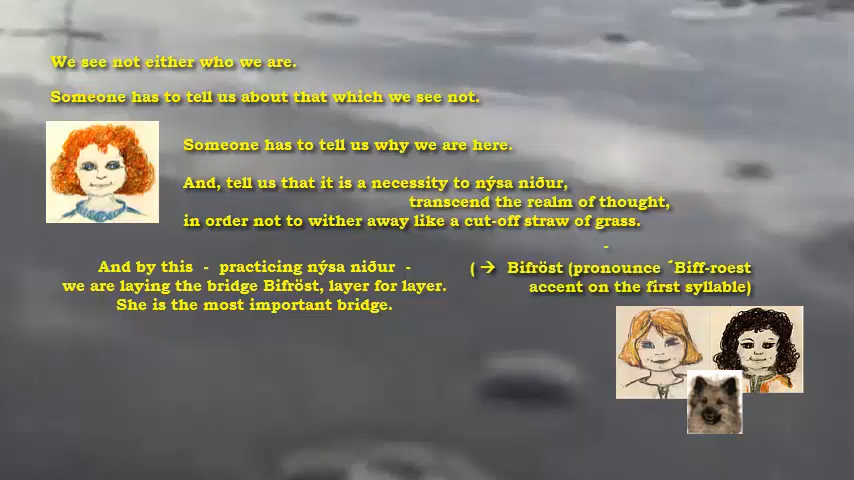 We see not either who we are.
Someone has to tell us about that which we see not.
Someone has to tell us why we are here.
And, tell us that it is a necessity to nýsa niður,
transcend the realm of thought,
in order not to wither away like a cut-off straw of grass.
-
And by this - practicing nýsa niður -
we are laying the bridge Bifröst, layer for layer.
She is the most important bridge.
( → Bifröst (pronounce ´Biff-roest
accent on the first syllable)